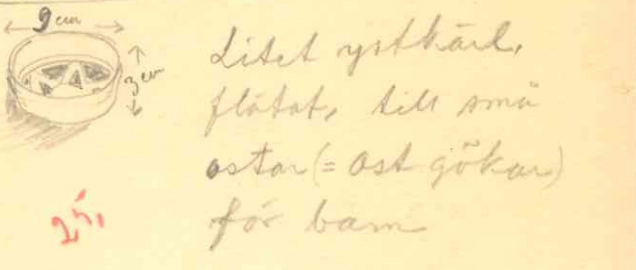 9 cm
3 cm
Litet ystkärl,
flätat, till små
ostar (= ost gökar)
för barn
25.